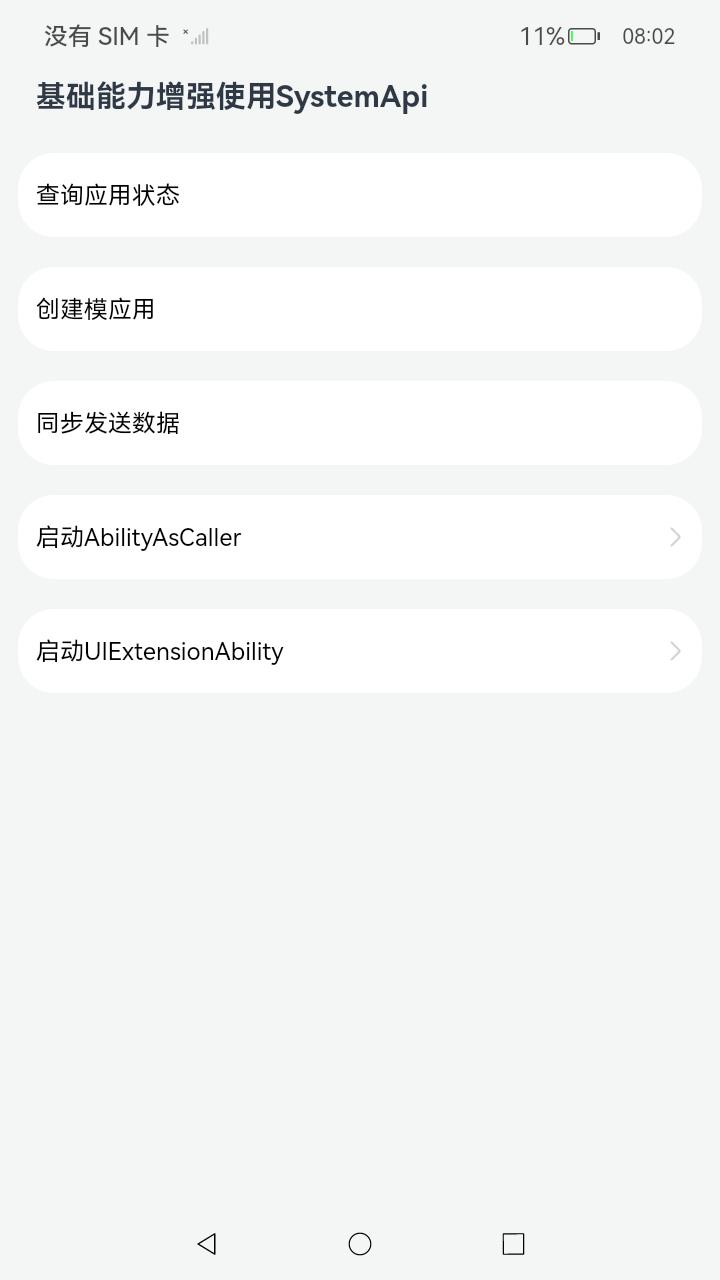 没有 SIM 卡 11% 08:02
基础能力增强使用SystemApi
查询应用状态
创建模应用
同步发送数据
启动AbilityAsCaller
启动UIExtensionAbility